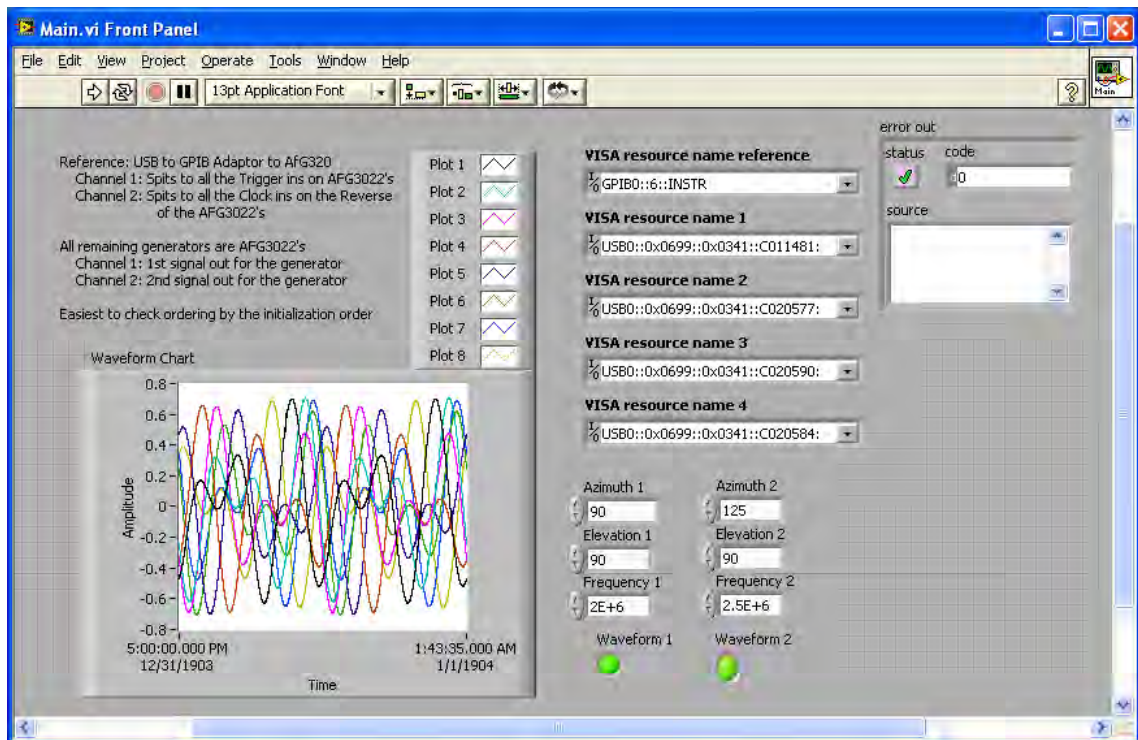 Main.vi Front Panel
File Edit View Project Operate Tools Window Help
13pt Application Font
Main
Reference: USB to GPIB Adaptor to AfG320
Channel 1: Spits to all the Trigger ins on AFG3022's
Channel 2: Spits to all the Clock ins on the Reverse
of the AFG3022's
All remaining generators are AFG3022's
Channel 1: 1st signal out for the generator
Channel 2: 2nd signal out for the generator
Easiest to check ordering by the initialization order
Plot 1
Plot 2
Plot 3
Plot 4
Plot 5
Plot 6
Plot 7
Plot 8
Waveform Chart
Amplitude
0.8
0.6
0.4
0.2
0
-0.2
-0.4
-0.6
-0.8
5:00:00.000 PM
12/31/1903
1:43:35.000 AM
1/1/1904
Time
VISA resource name reference
GPIB0::6::INSTR
VISA resource name 1
USB0::0x0699::0x0341::C011481:
VISA resource name 2
USB0::0x0699::0x0341::C020577:
VISA resource name 3
USB0::0x0699::0x0341::C020590:
VISA resource name 4
USB0::0x0699::0x0341::C020584:
Azimuth 1 Azimuth 2
90 125
Elevation 1 Elevation 2
90 90
Frequency 1 Frequency 2
2E+6 2.5E+6
Waveform 1 Waveform 2
error out
status code
0
source